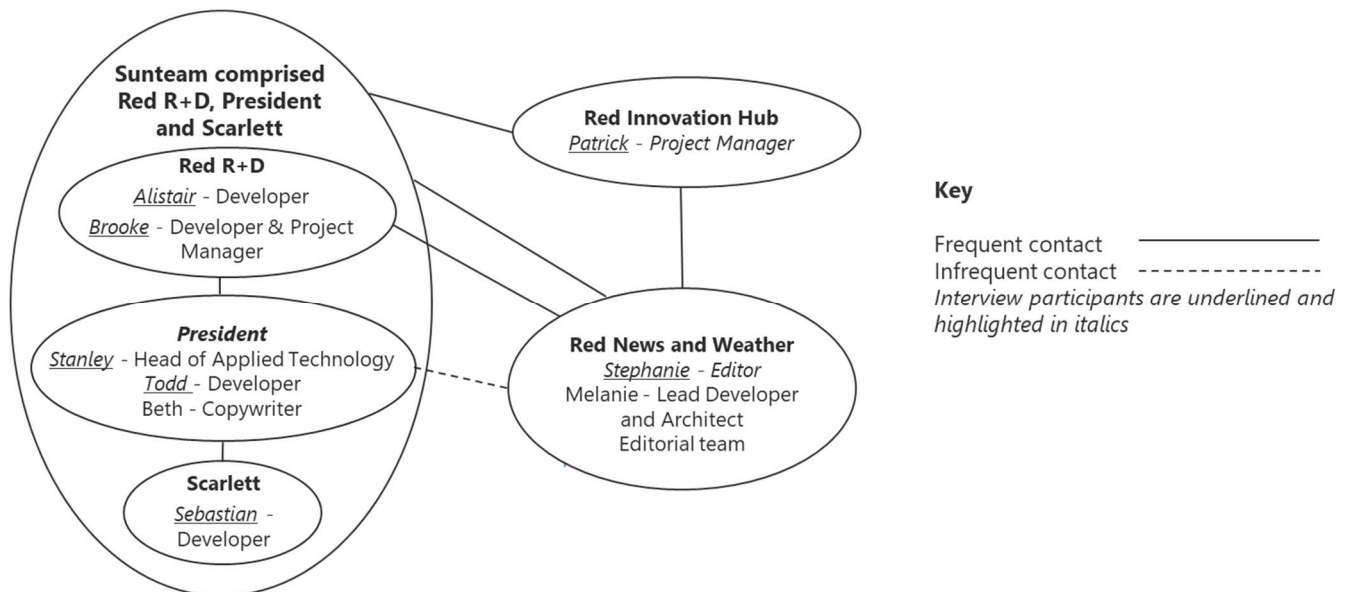 Sunteam comprised
Red R+D, President
and Scarlett
Red R+D
Alistair - Developer
Brooke - Developer & Project
Manager
President
Stanley - Head of Applied Technology
Todd - Developer
Beth - Copywriter
Scarlett
Sebastian -
Developer
Red Innovation Hub
Patrick - Project Manager
Red News and Weather
Stephanie - Editor
Melanie - Lead Developer
and Architect
Editorial team
Key
Frequent contact
Infrequent contact
Interview participants are underlined and
highlighted in italics